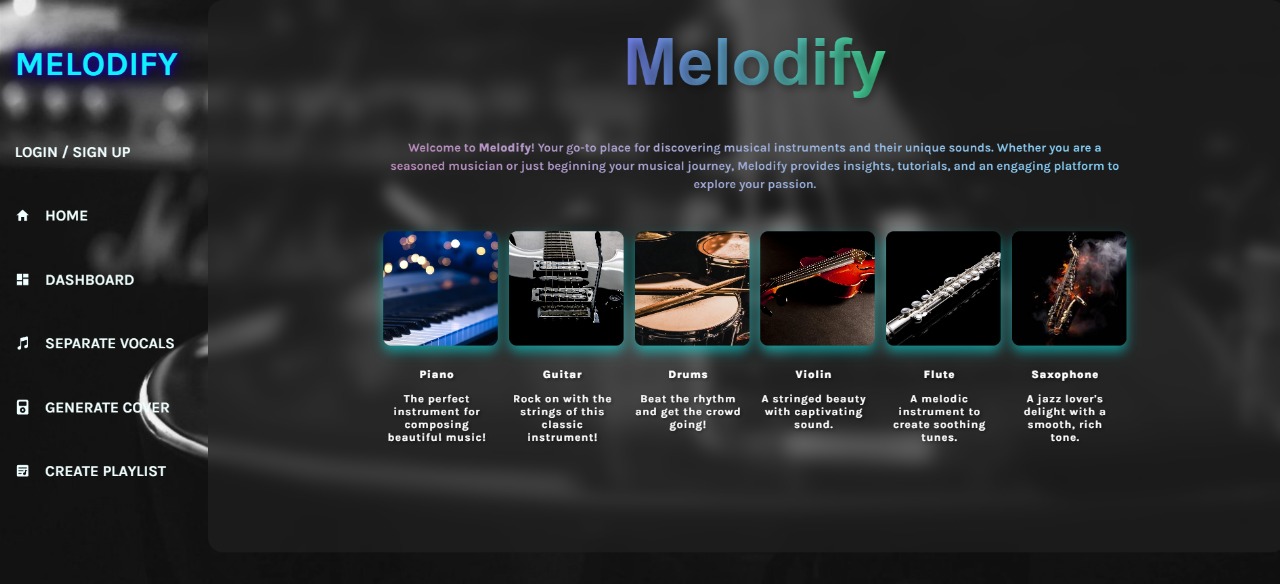 MELODIFY
LOGIN / SIGN UP
HOME
DASHBOARD
SEPARATE VOCALS
GENERATE COVER
CREATE PLAYLIST
Melodify
Welcome to Melodify! Your go-to place for discovering musical instruments and their unique sounds. Whether you are a
seasoned musician or just beginning your musical journey, Melodify provides insights, tutorials, and an engaging platform to
explore your passion.
Piano
The perfect
instrument for
composing
beautiful music!
Guitar
Rock on with the
strings of this
classic
instrument!
Drums
Beat the rhythm
and get the crowd
going!
Violin
A stringed beauty
with captivating
sound.
Flute
A melodic
instrument to
create soothing
tunes.
Saxophone
A jazz lover's
delight with a
smooth, rich
tone.